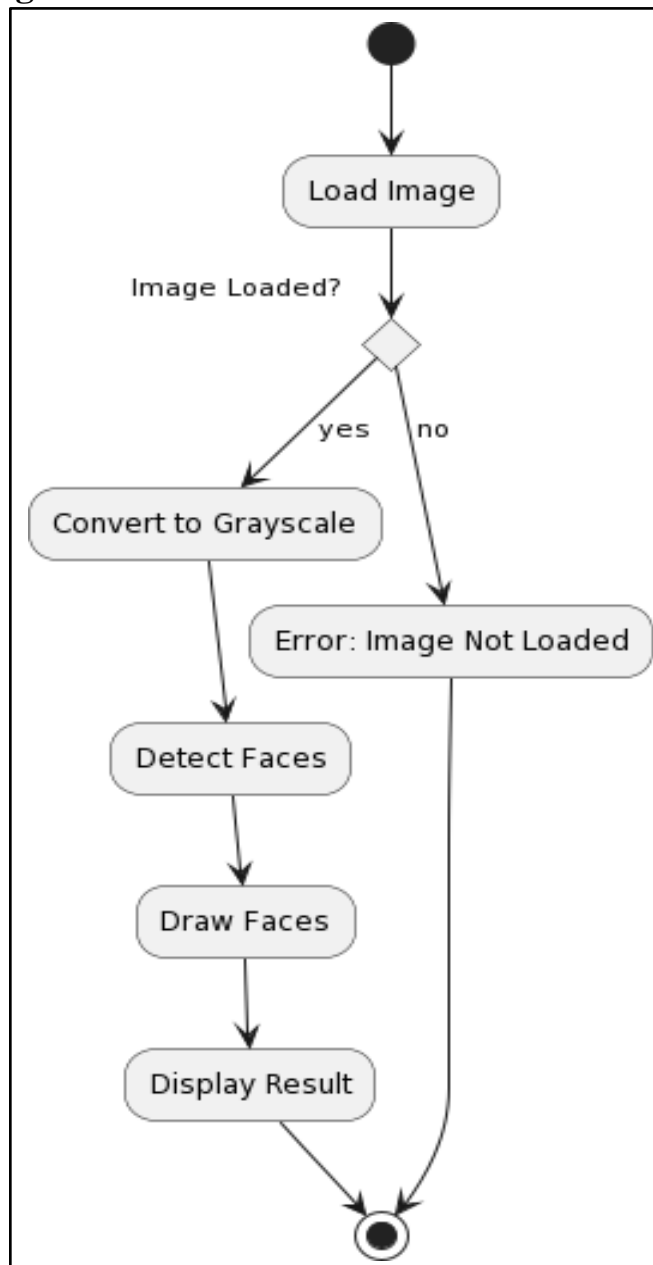 Load Image
Image Loaded?
yes
no
Convert to Grayscale
Error: Image Not Loaded
Detect Faces
Draw Faces
Display Result